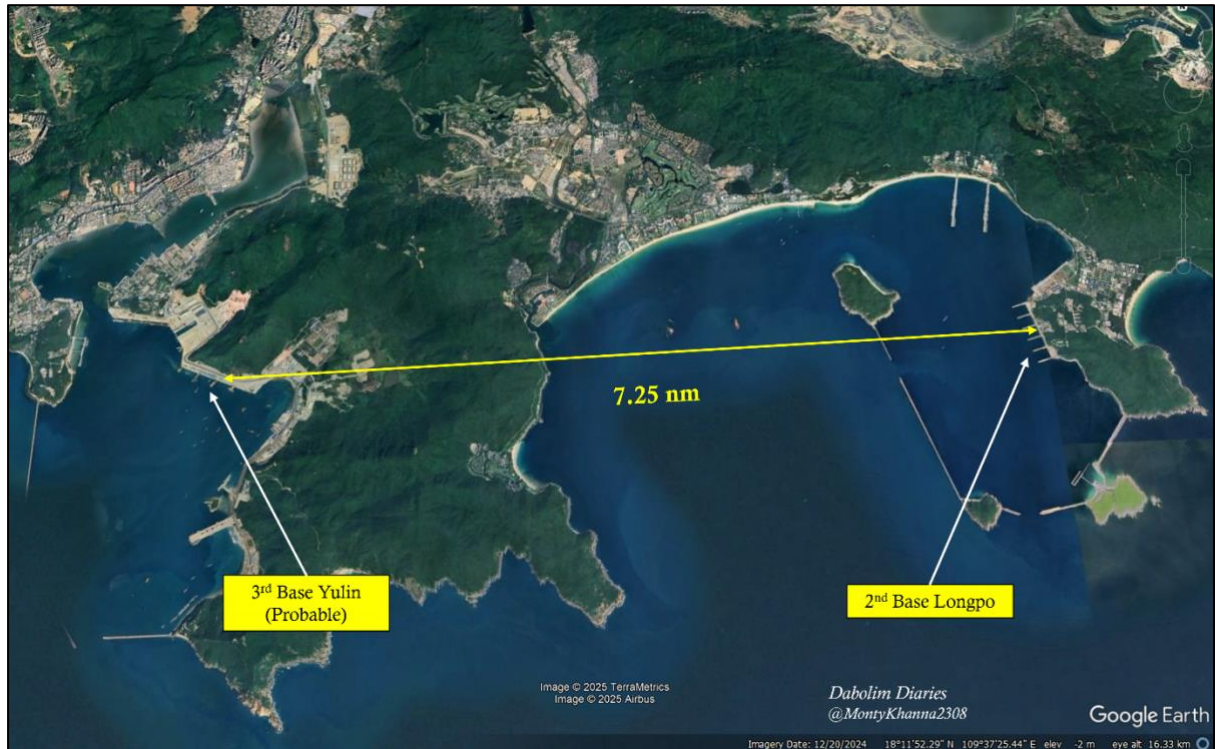 7.25 nm
3rd Base Yulin
(Probable)
2nd Base Longpo
Image © 2025 TerraMetrics
Image © 2025 Airbus
Dabolim Diaries
@MontyKhanna2308
Google Earth
Imagery Date: 12/20/2024 18°11'52.29" N 109°37'25.44" E elev -2 m eye alt 16.33 km